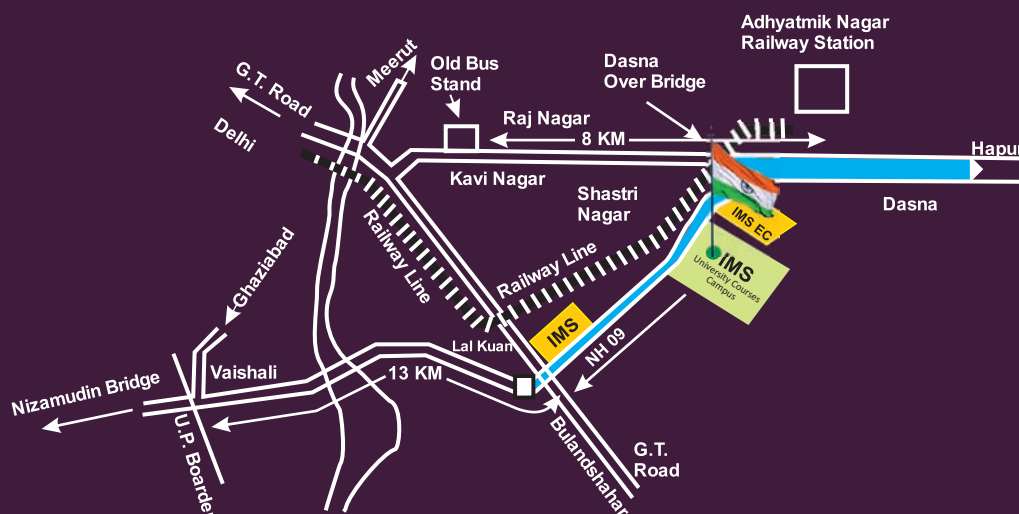 Adhyatmik Nagar
Railway Station
Dasna
Over Bridge
Old Bus
Stand
Meerut
G.T. Road
Delhi
Raj Nagar
8 KM
Hapur
Kavi Nagar
Shastri
Nagar
Dasna
IMS EC
IMS
University Courses
Campus
Railway Line
Railway Line
Ghaziabad
IMS
NH 09
Lal Kuan
Vaishali
13 KM
Nizamudin Bridge
U.P. Boarder
Bulandshahar
G.T.
Road